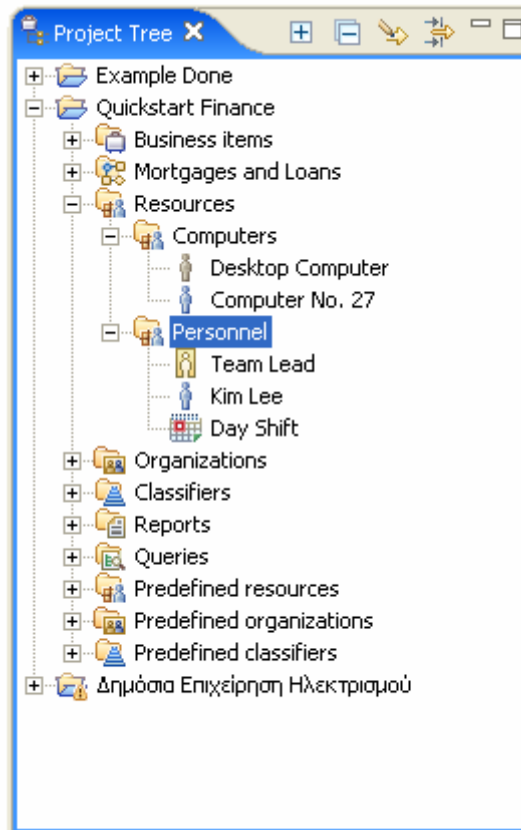 Project Tree
Example Done
Quickstart Finance
Business items
Mortgages and Loans
Resources
Computers
Desktop Computer
Computer No. 27
Personnel
Team Lead
Kim Lee
Day Shift
Organizations
Classifiers
Reports
Queries
Predefined resources
Predefined organizations
Predefined classifiers
Δημόσια Επιχείρηση Ηλεκτρισμού